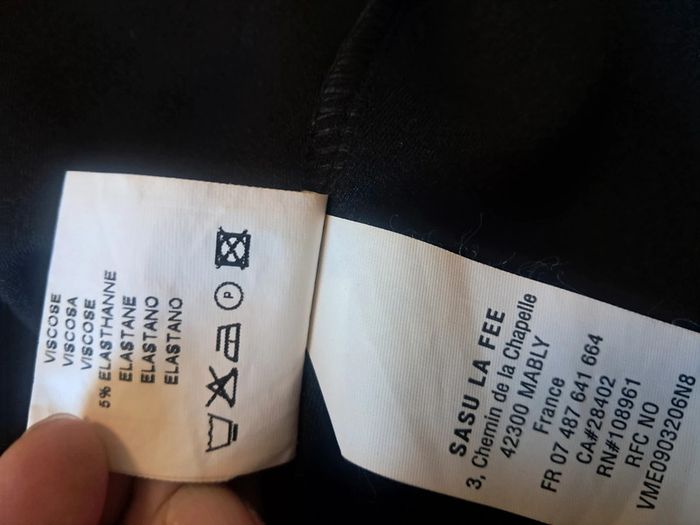 VISCOSE
VISCOSA
VISCOSE
5% ELASTHANNE
ELASTANE
ELASTANO
ELASTANO
P
SASU LA FEE
3, Chemin de la Chapelle
42300 MABLY
France
FR 07 487 641 664
CA#28402
RN#108961
RFC NO
VME0903206N8